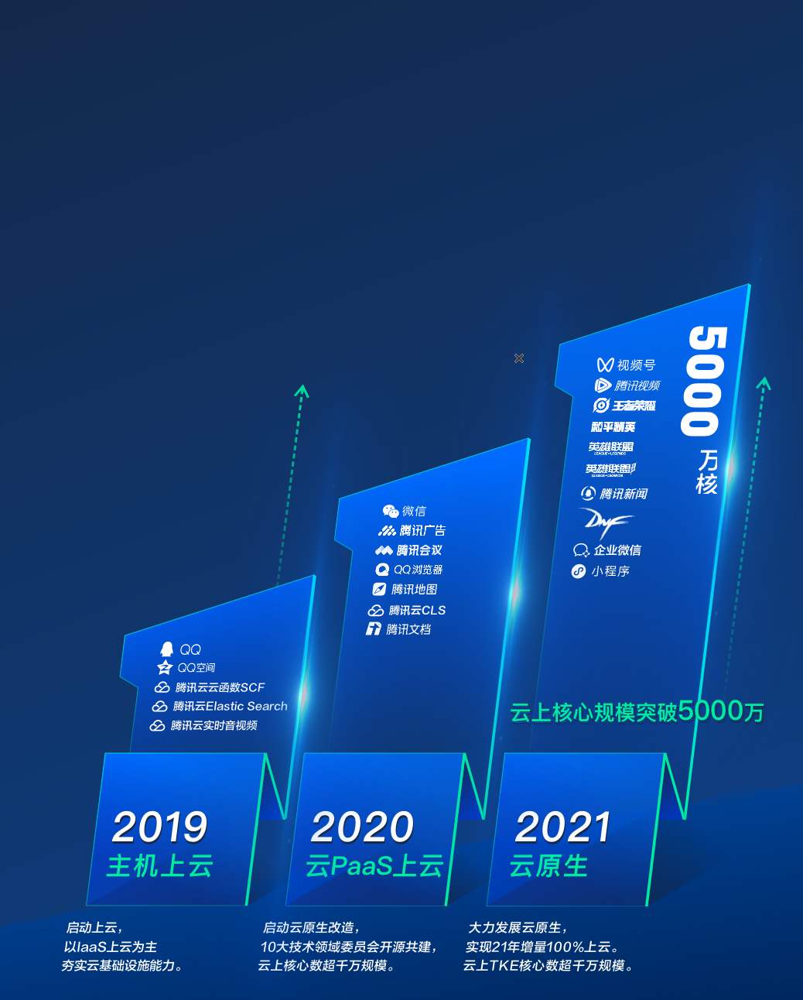 视频号
腾讯视频
王者荣耀
和平精英
英雄联盟
LEAGUE of LEGENDS
英雄联盟
LEAGUE of LEGENDS
腾讯新闻
DNF
企业微信
小程序
5000
万
核
微信
腾讯广告
腾讯会议
QQ浏览器
腾讯地图
腾讯云CLS
腾讯文档
QQ
QQ空间
腾讯云云函数SCF
腾讯云Elastic Search
腾讯云实时音视频
云上核心规模突破5000万
2019
主机上云
2020
云PaaS上云
2021
云原生
启动上云，
以IaaS上云为主
夯实云基础设施能力。
启动云原生改造，
10大技术领域委员会开源共建，
云上核心数超千万规模。
大力发展云原生，
实现21年增量100%上云。
云上TKE核心数超千万规模。